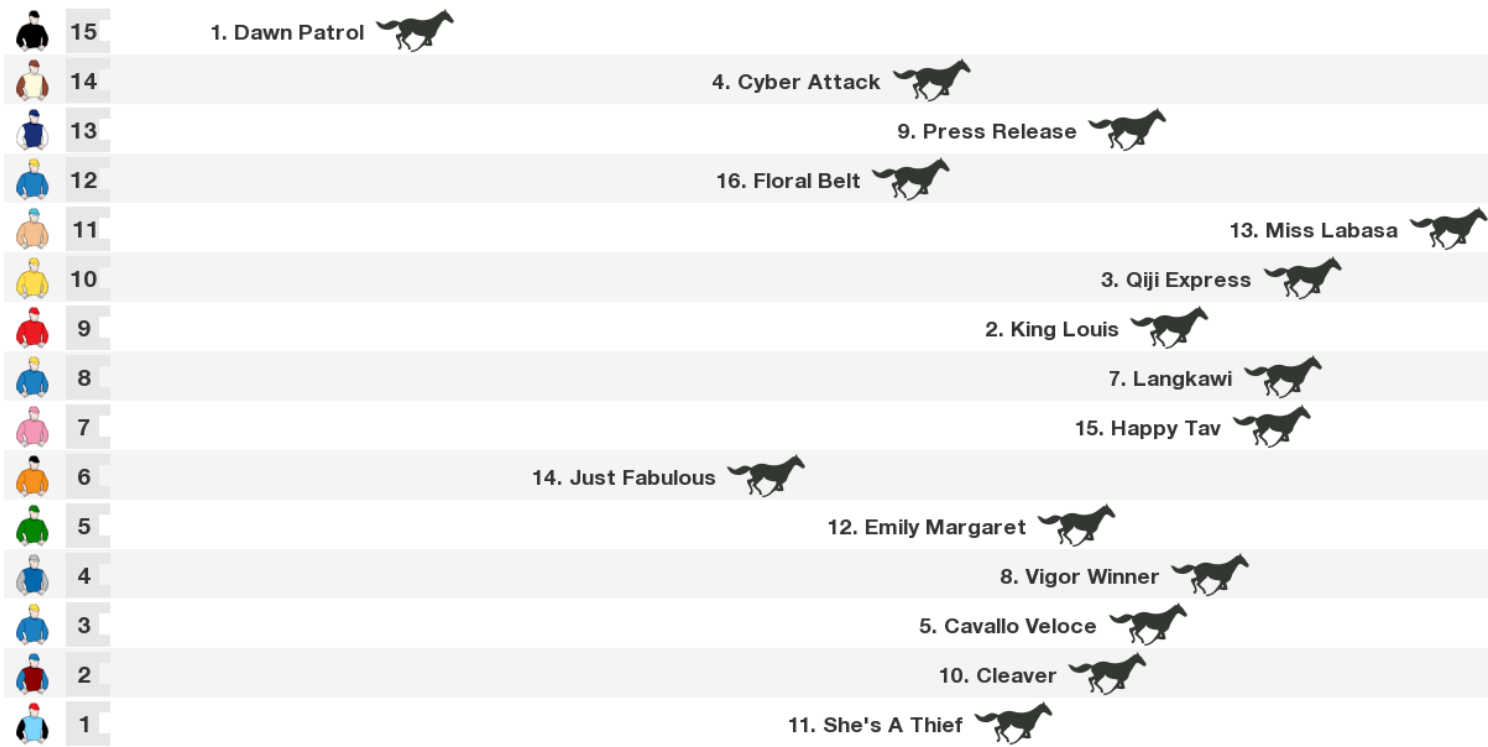 15 1. Dawn Patrol
14 4. Cyber Attack
13 9. Press Release
12 16. Floral Belt
11 13. Miss Labasa
10 3. Qiji Express
9 2. King Louis
8 7. Langkawi
7 15. Happy Tav
6 14. Just Fabulous
5 12. Emily Margaret
4 8. Vigor Winner
3 5. Cavallo Veloce
2 10. Cleaver
1 11. She's A Thief